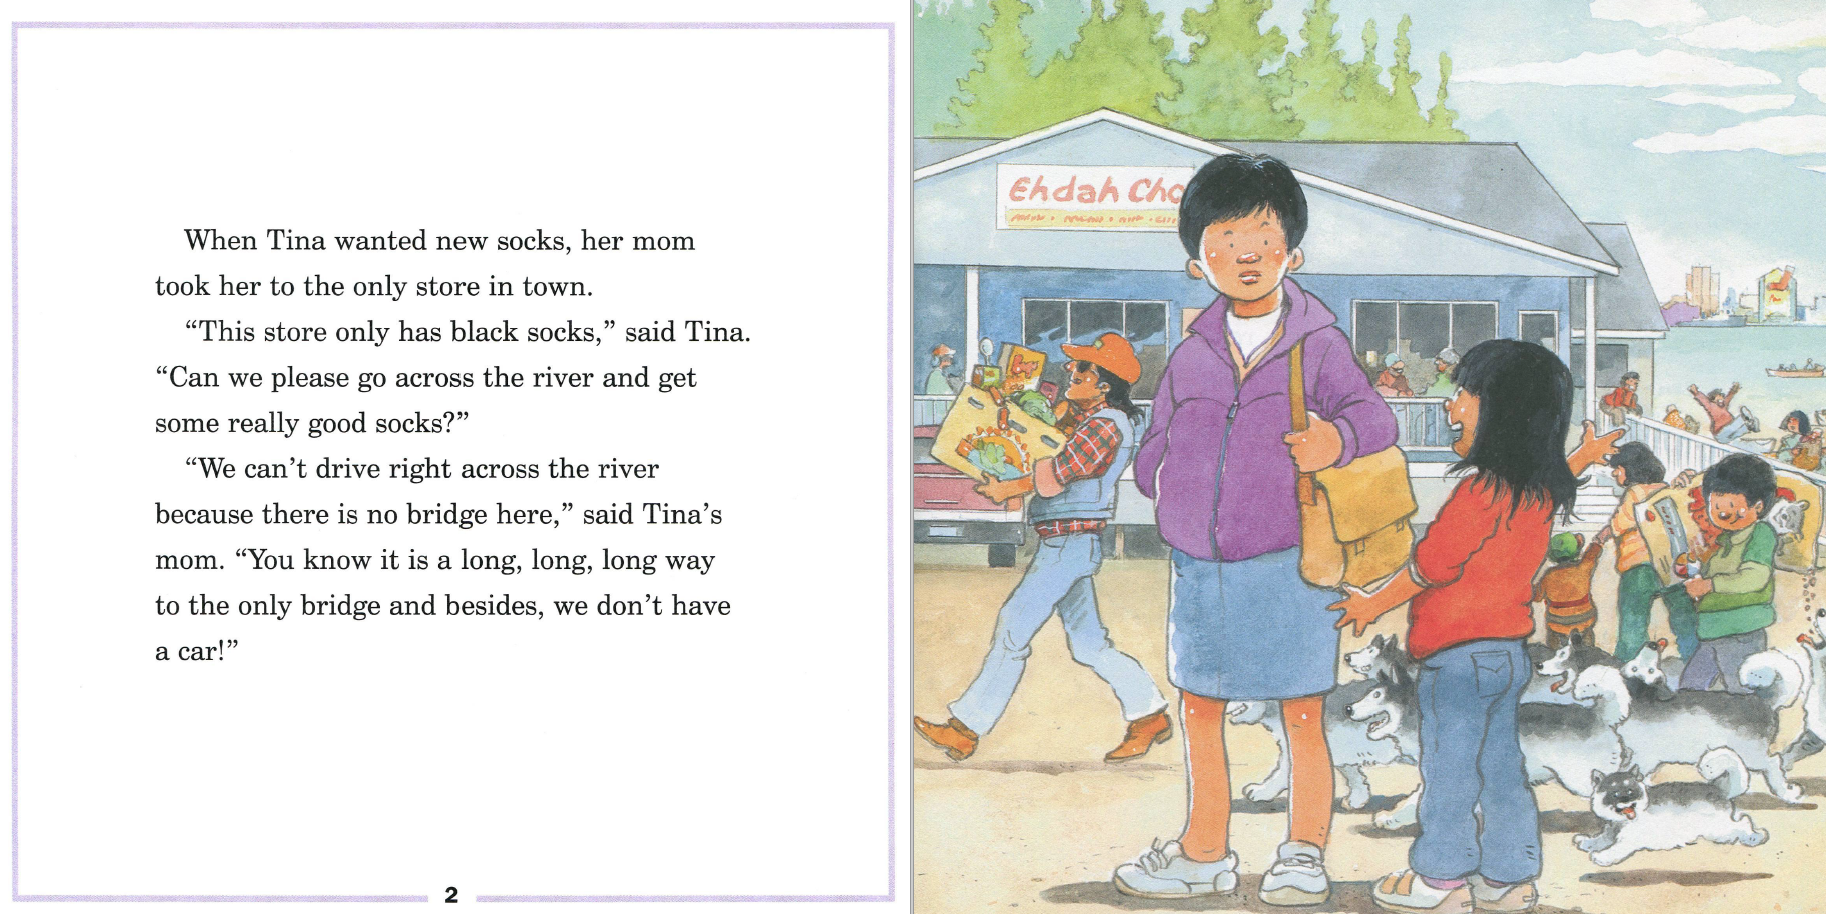 When Tina wanted new socks, her mom
took her to the only store in town.
“This store only has black socks,” said Tina.
“Can we please go across the river and get
some really good socks?”
“We can’t drive right across the river
because there is no bridge here,” said Tina’s
mom. “You know it is a long, long, long way
to the only bridge and besides, we don’t have
a car!”
2
Ehdah Cho